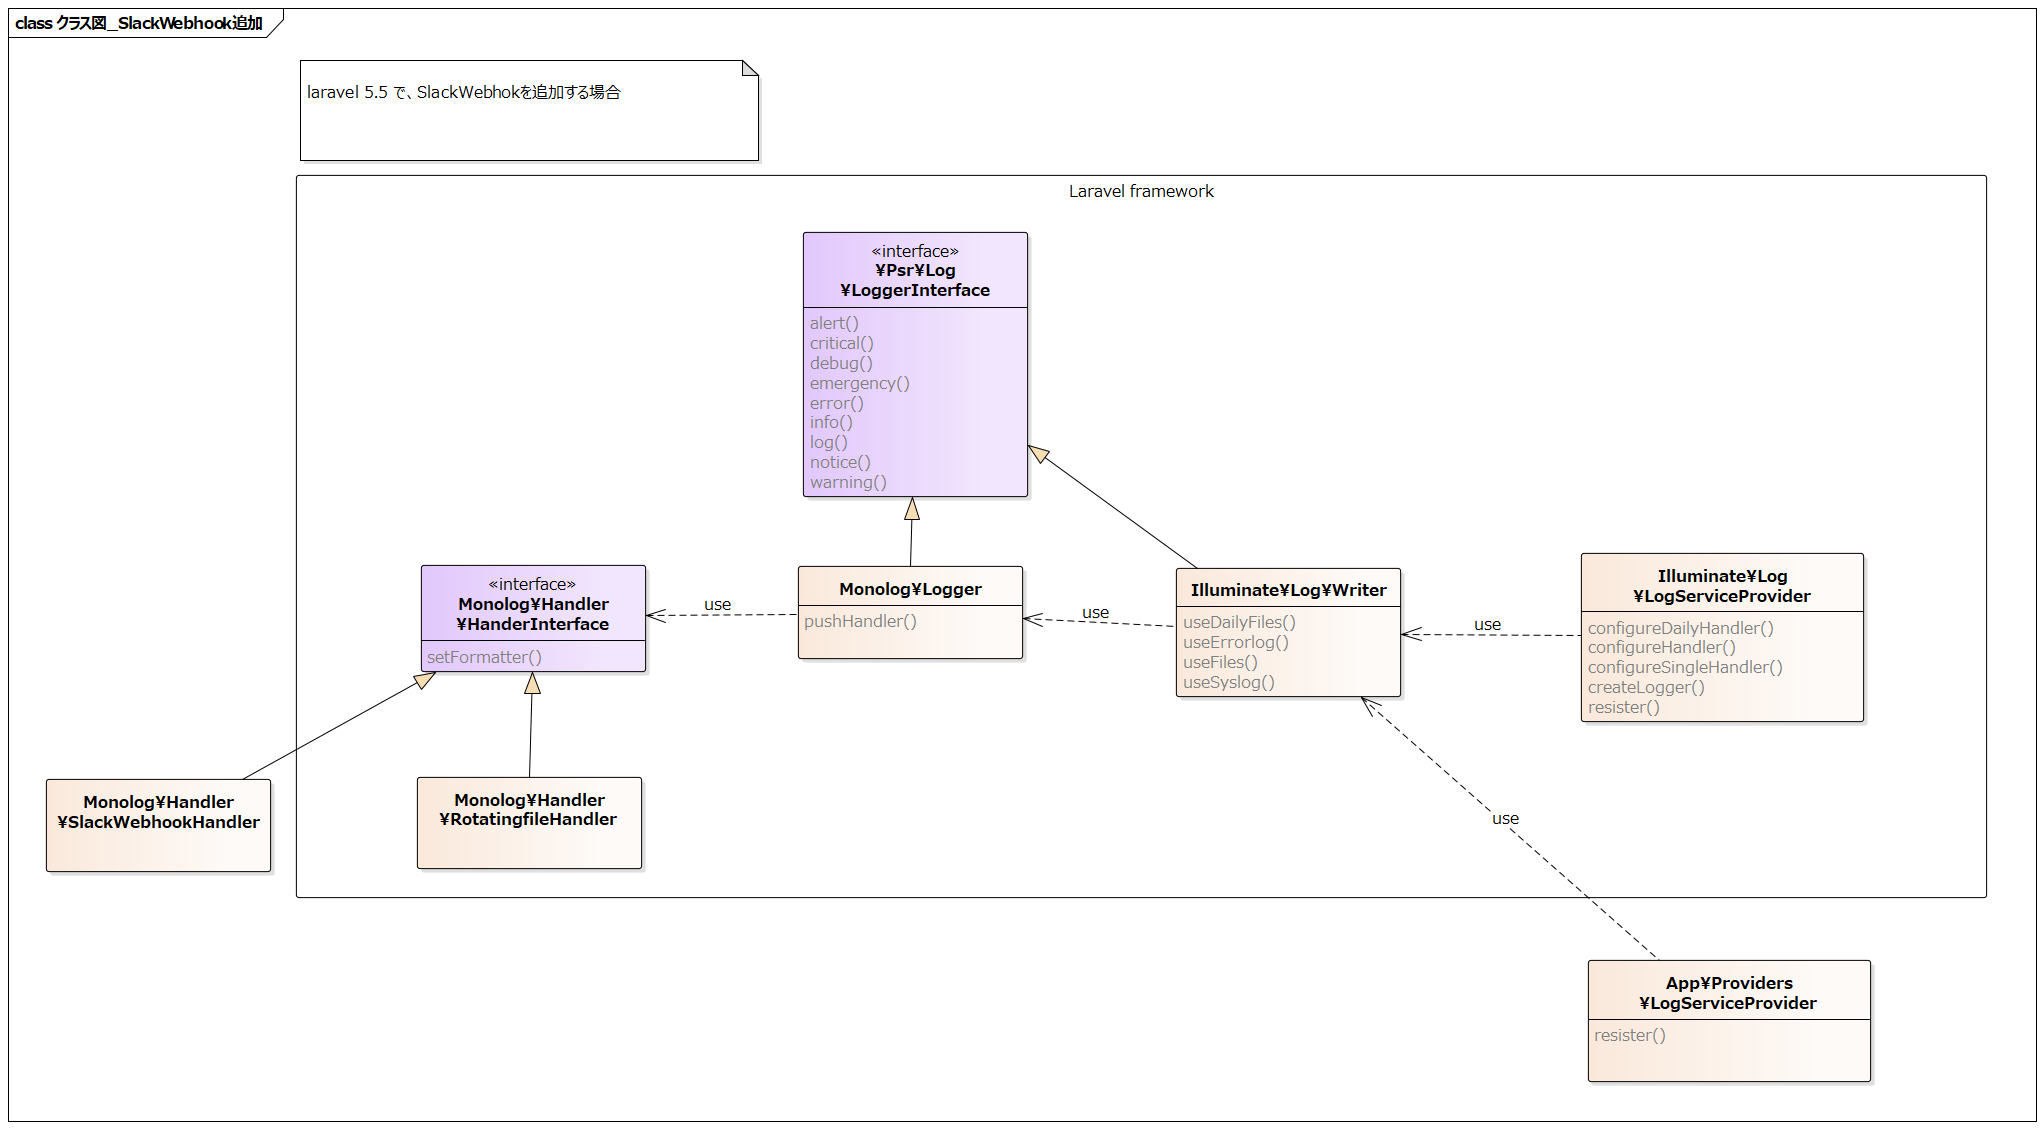 class クラス図_SlackWebhook追加
laravel 5.5 で、SlackWebhokを追加する場合
Laravel framework
«interface»
¥Psr¥Log
¥LoggerInterface
alert()
critical()
debug()
emergency()
error()
info()
log()
notice()
warning()
«interface»
Monolog¥Handler
¥HanderInterface
setFormatter()
use
Monolog¥Logger
pushHandler()
use
Illuminate¥Log¥Writer
useDailyFiles()
useErrorlog()
useFiles()
useSyslog()
use
Illuminate¥Log
¥LogServiceProvider
configureDailyHandler()
configureHandler()
configureSingleHandler()
createLogger()
resister()
Monolog¥Handler
¥SlackWebhookHandler
Monolog¥Handler
¥RotatingfileHandler
use
App¥Providers
¥LogServiceProvider
resister()